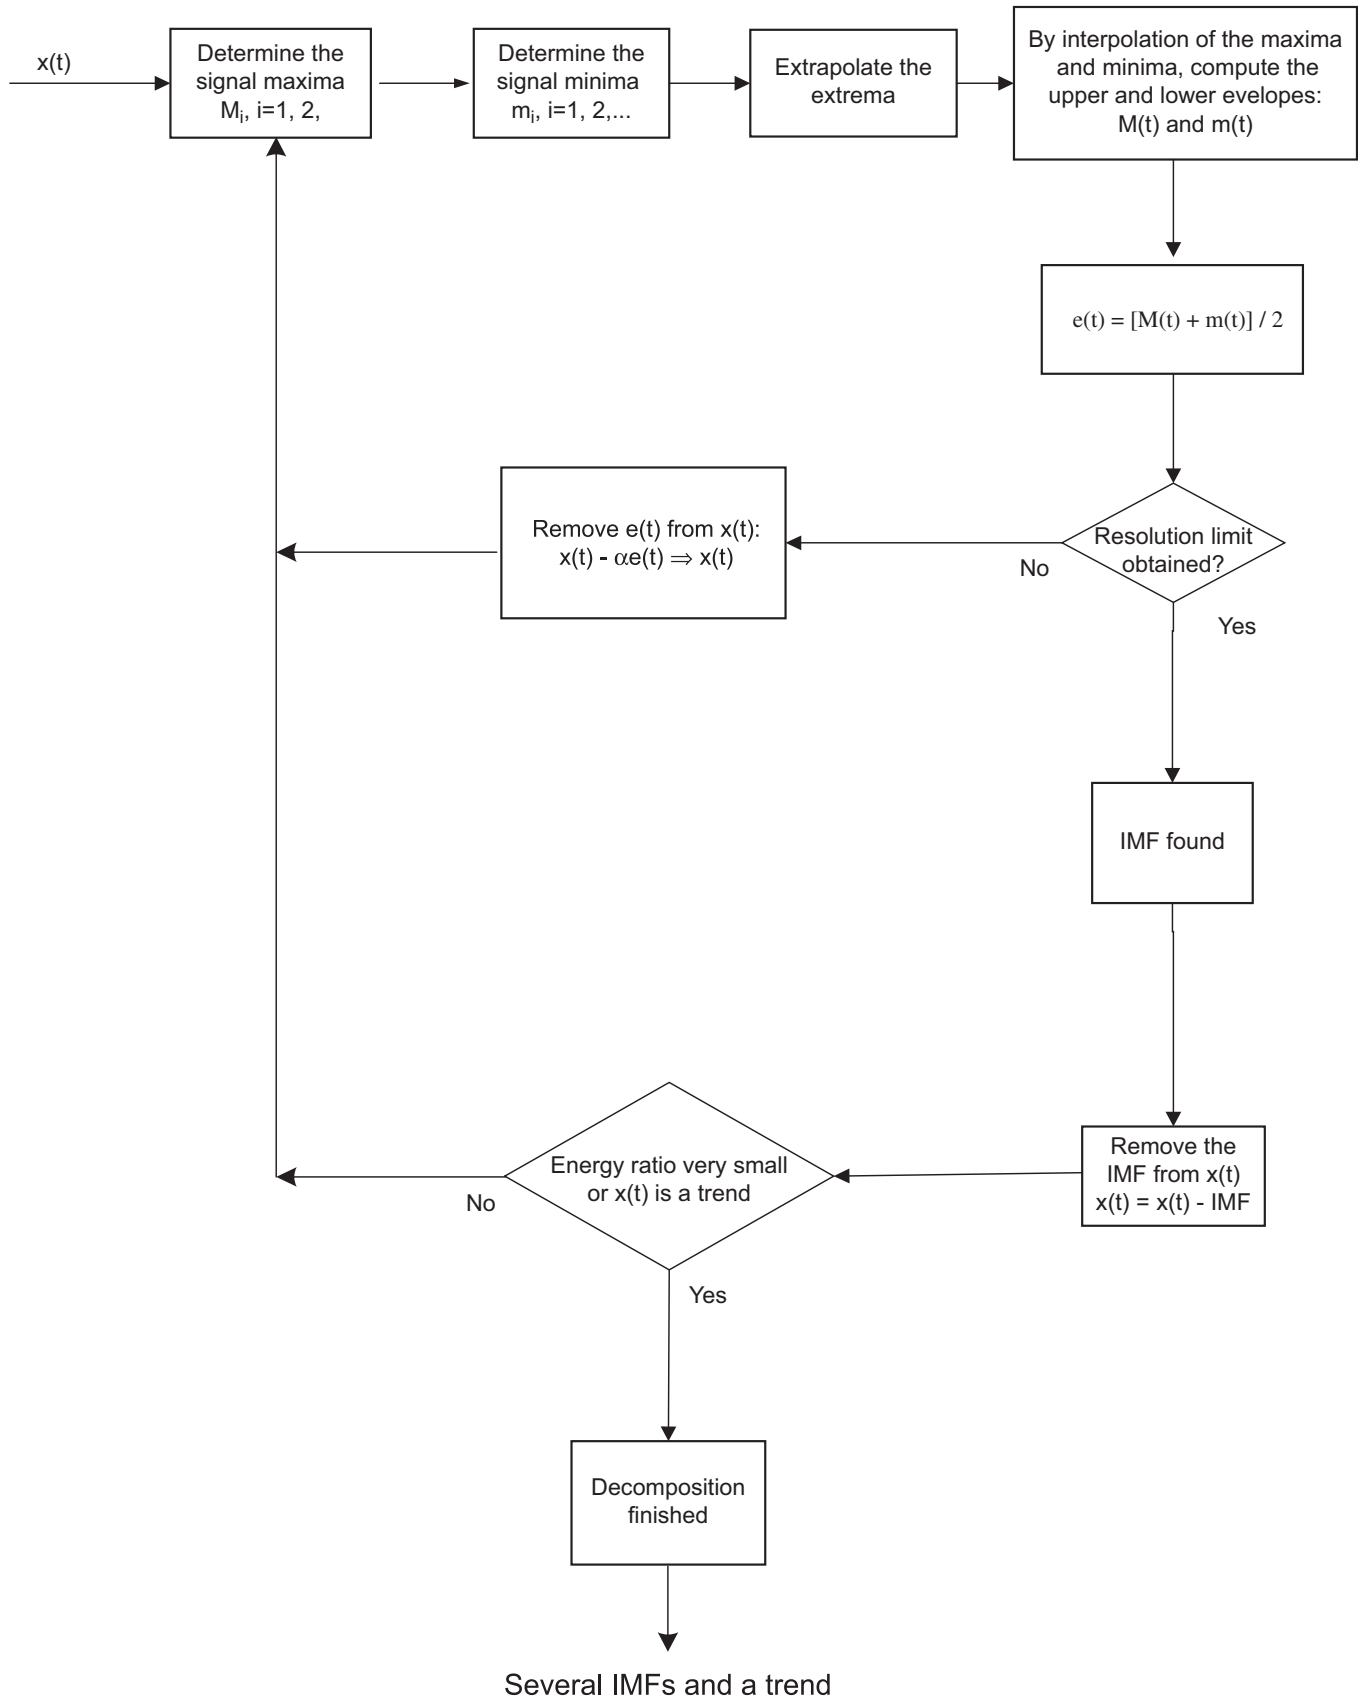 x(t)
Determine the
signal maxima
Mi, i=1, 2,
Determine the
signal minima
mi, i=1, 2,...
Extrapolate the
extrema
By interpolation of the maxima
and minima, compute the
upper and lower evelopes:
M(t) and m(t)
e(t) = [M(t) + m(t)] / 2
Resolution limit
obtained?
No
Yes
Remove e(t) from x(t):
x(t) - αe(t) ⇒ x(t)
IMF found
Remove the
IMF from x(t)
x(t) = x(t) - IMF
Energy ratio very small
or x(t) is a trend
No
Yes
Decomposition
finished
Several IMFs and a trend